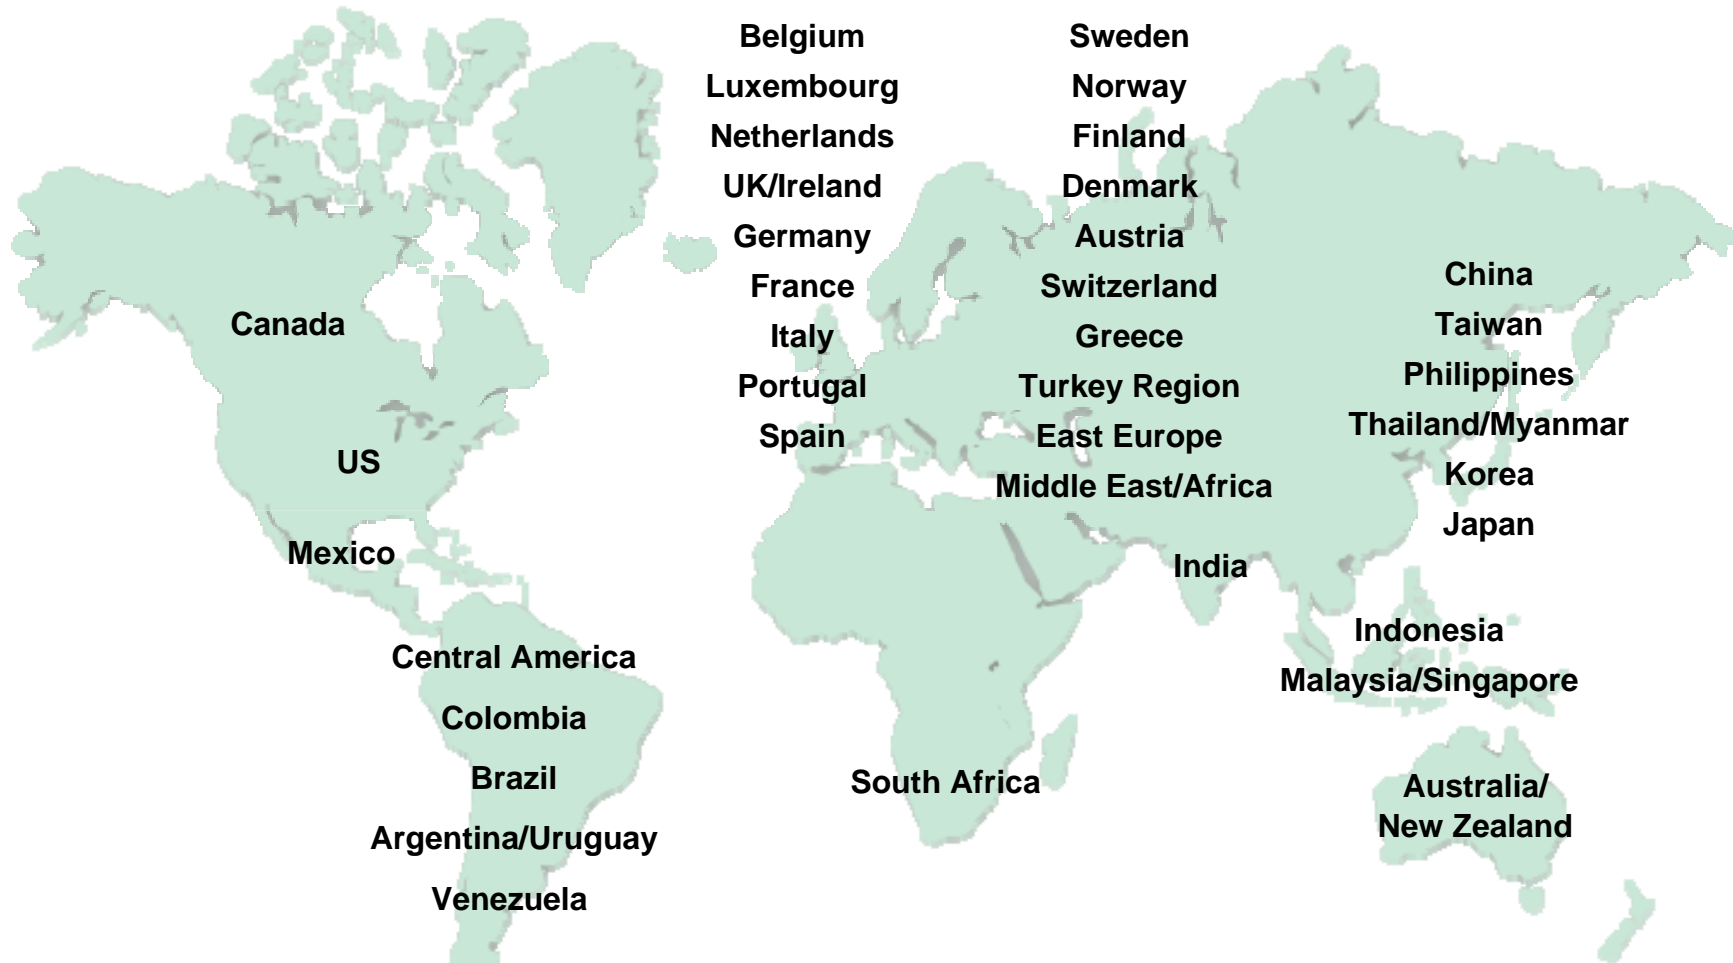 Belgium
Luxembourg
Netherlands
UK/Ireland
Germany
France
Italy
Portugal
Spain
Sweden
Norway
Finland
Denmark
Austria
Switzerland
Greece
Turkey Region
East Europe
Middle East/Africa
China
Taiwan
Philippines
Thailand/Myanmar
Korea
Japan
Canada
US
Mexico
India
Central America
Colombia
Brazil
Argentina/Uruguay
Venezuela
South Africa
Indonesia
Malaysia/Singapore
Australia/
New Zealand